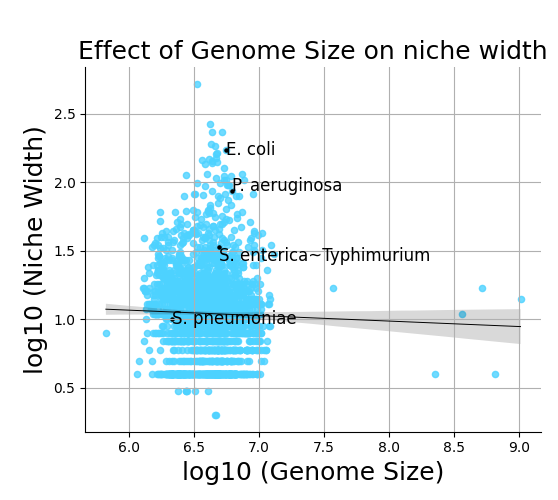 Effect of Genome Size on niche width
log10 (Niche Width)
2.5
2.0
1.5
1.0
0.5
E. coli
P. aeruginosa
S. enterica~Typhimurium
S. pneumoniae
6.0 6.5 7.0 7.5 8.0 8.5 9.0
log10 (Genome Size)